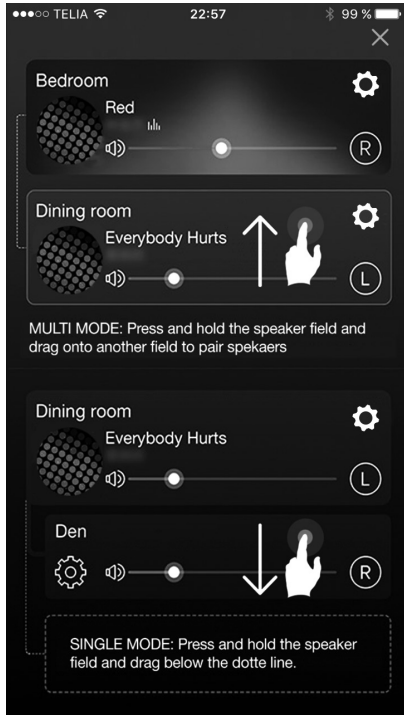 TELIA 22:57 99 %
Bedroom
Red
R
Dining room
Everybody Hurts
L
MULTI MODE: Press and hold the speaker field and
drag onto another field to pair spekaers
Dining room
Everybody Hurts
L
Den
R
SINGLE MODE: Press and hold the speaker
field and drag below the dotte line.